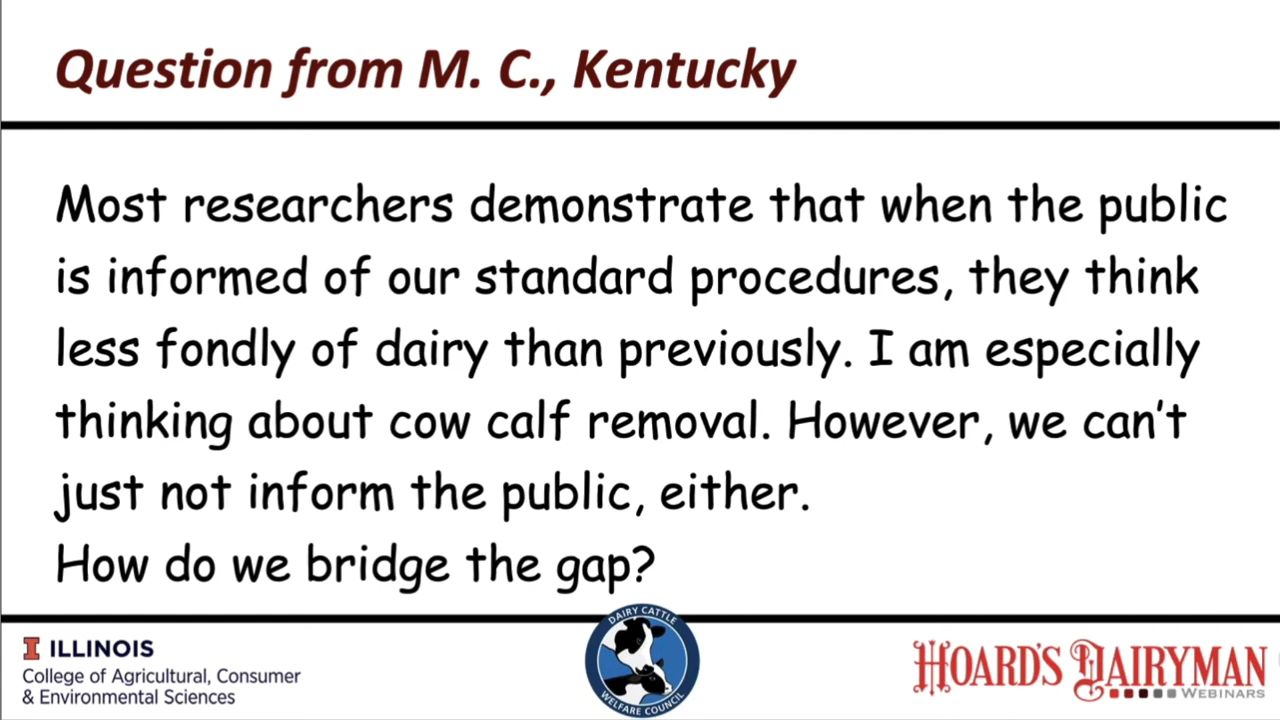 Question from M. C., Kentucky
Most researchers demonstrate that when the public
is informed of our standard procedures, they think
less fondly of dairy than previously. I am especially
thinking about cow calf removal. However, we can't
just not inform the public, either.
How do we bridge the gap?
I ILLINOIS
College of Agricultural, Consumer
& Environmental Sciences
DAIRY CATTLE
WELFARE COUNCIL
HOARD'S DAIRYMAN
WEBINARS